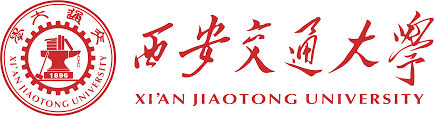 交通大學
XI'AN JIAOTONG UNIVERSITY
1896
西安交通大學
XI'AN JIAOTONG UNIVERSITY